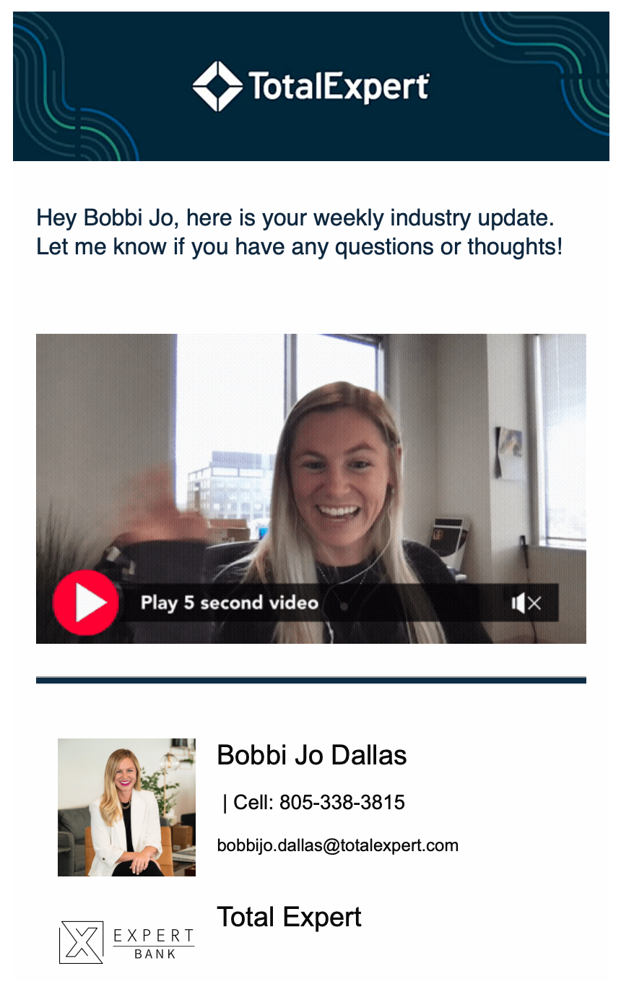 TotalExpert
Hey Bobbi Jo, here is your weekly industry update.
Let me know if you have any questions or thoughts!
Play 5 second video
Bobbi Jo Dallas
| Cell: 805-338-3815
bobbijo.dallas@totalexpert.com
Total Expert
EXPERT
BANK